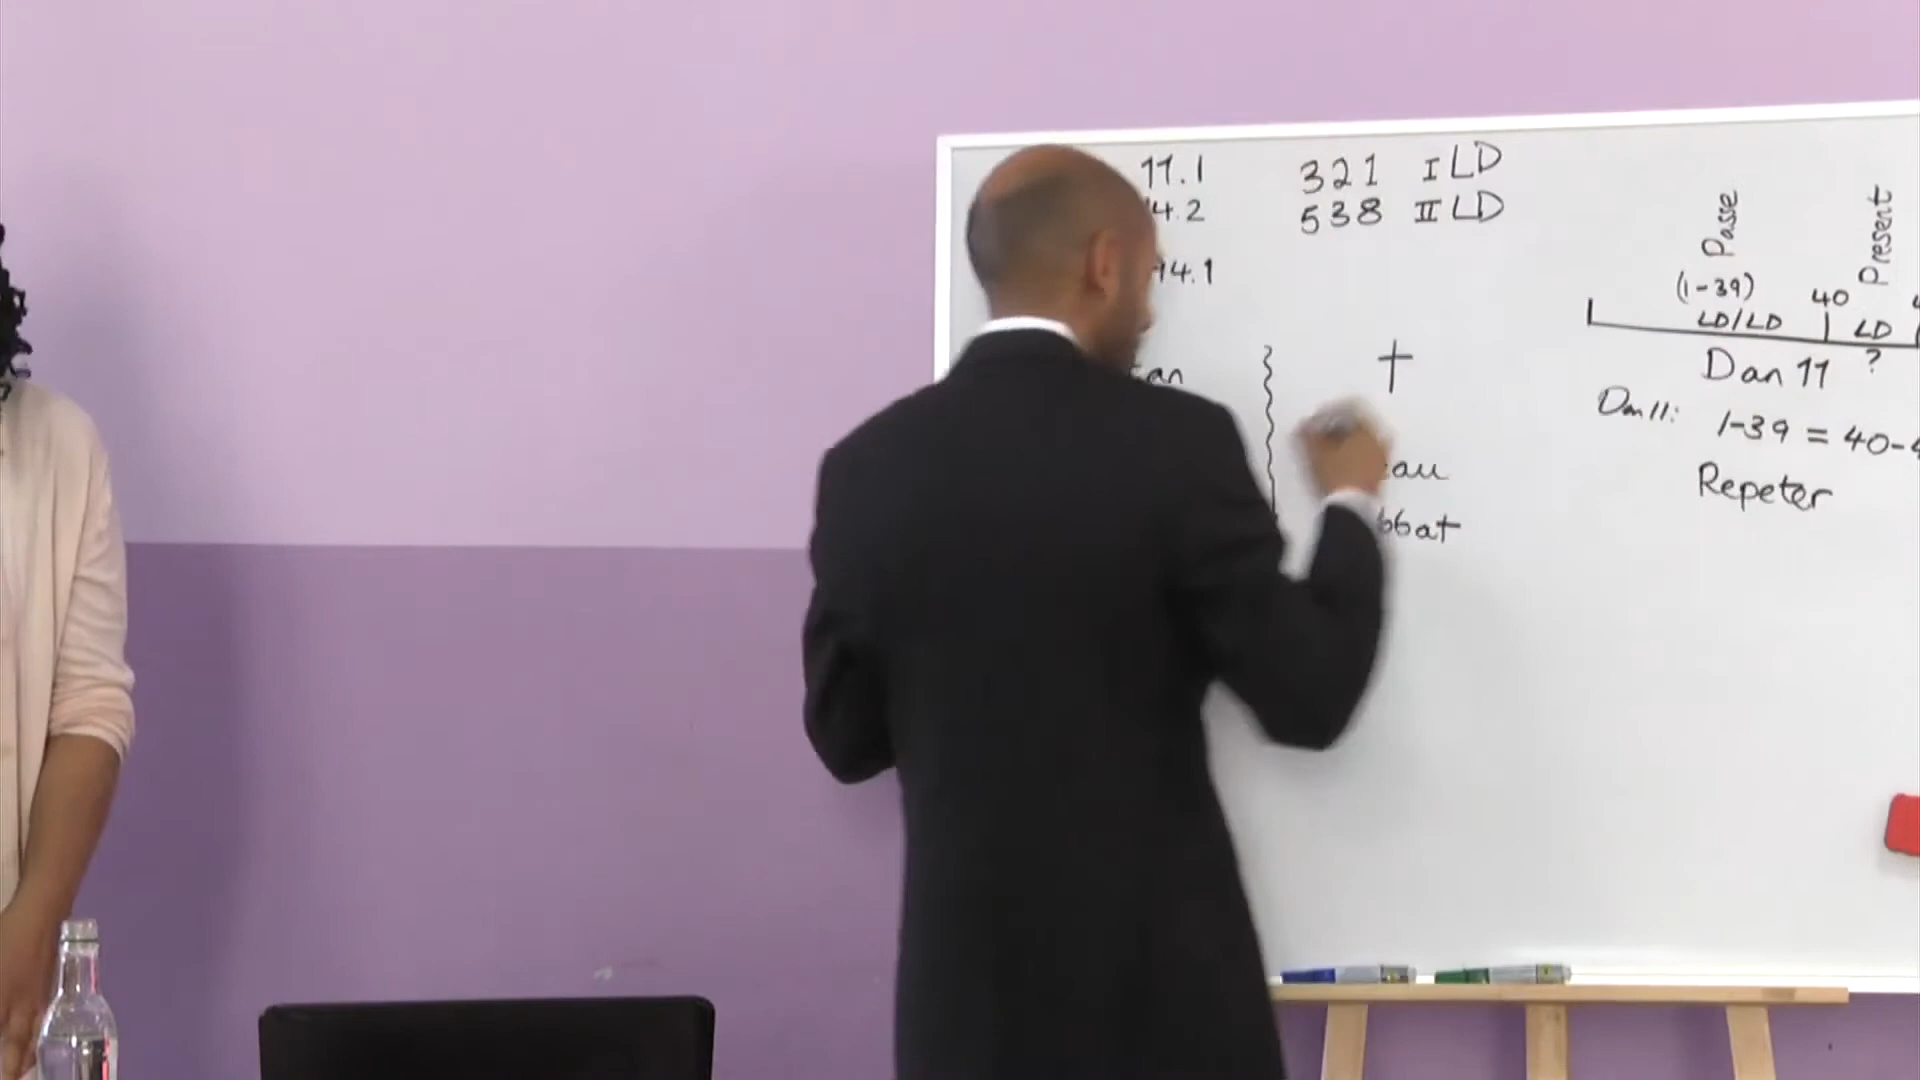 11.1 321 I LD
4.2 538 II LD
14.1
Passe
Present
(1-39) 40
LD/LD LD
Dan 11 ?
Dan 11:
1-39 = 40-4
Repeter